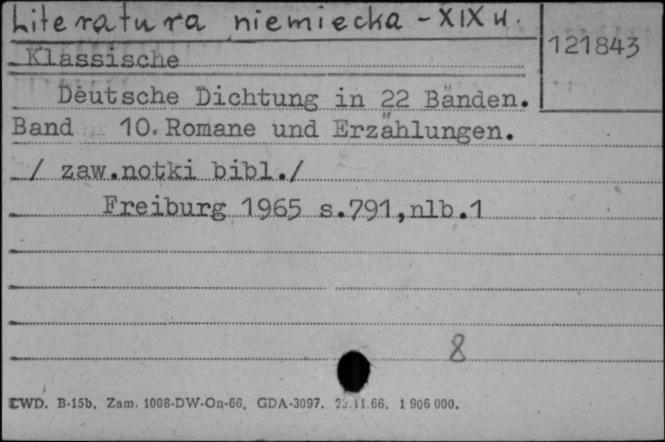 Literatura niemiecka - XIX w.
121843
Klassische
Deutsche Dichtung in 22 Bänden.
Band 10. Romane und Erzählungen.
/ zaw.notki bibl./
Freiburg 1965 s.791,nlb.1
8
CWD. B-15b. Zam. 1008-DW-On-66. GDA-3097. 11.66. 1 906 000.